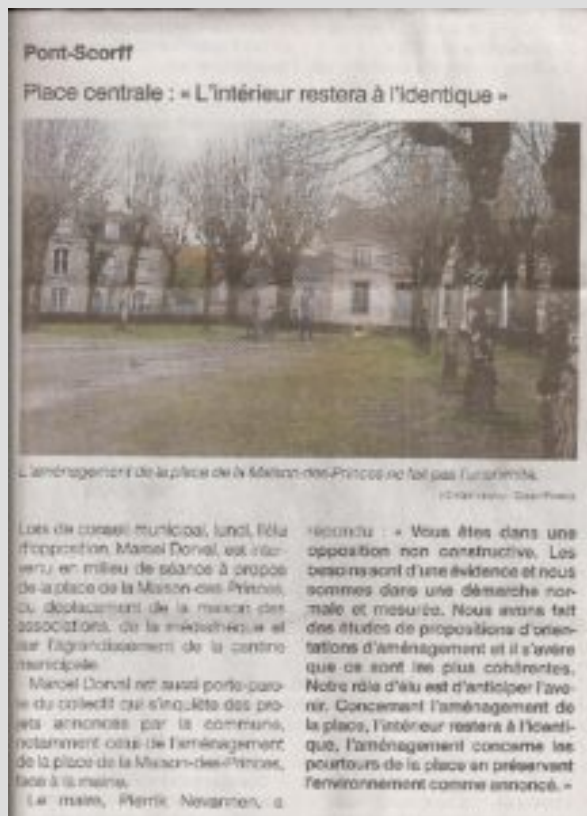 Pont-Scorff
Place centrale : « L'intérieur restera à l'identique »
L'aménagement de la place de la Maison-des-Princes ne fait pas l'unanimité.
Lors de conseil municipal, lundi, l'élu
d'opposition, Marcel Dorval, est inter-
venu en milieu de séance à propos
de la place de la Maison-des-Princes,
du déplacement de la maison des
associations, de la médiathèque et
sur l'agrandissement de la cantine
municipale.
Marcel Dorval est aussi porte-paro-
le du collectif qui s'inquiète des pro-
jets annoncés par la commune,
notamment celui de l'aménagement
de la place de la Maison-des-Princes,
face à la mairie.
Le maire, Pierrik Nevannen, a
répondu : « Vous êtes dans une
opposition non constructive. Les
besoins sont d'une évidence et nous
sommes dans une démarche nor-
male et mesurée. Nous avons fait
des études de propositions d'orien-
tations d'aménagement et il s'avère
que ce sont les plus cohérentes.
Notre rôle d'élu est d'anticiper l'ave-
nir. Concernant l'aménagement de
la place, l'intérieur restera à l'identi-
que, l'aménagement concerne les
pourtours de la place en préservant
l'environnement comme annoncé. »